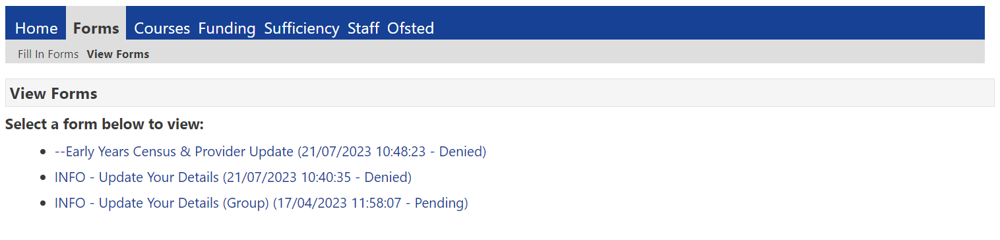 Home Forms Courses Funding Sufficiency Staff Ofsted
Fill In Forms View Forms
View Forms
Select a form below to view:
--Early Years Census & Provider Update (21/07/2023 10:48:23 - Denied)
INFO - Update Your Details (21/07/2023 10:40:35 - Denied)
INFO - Update Your Details (Group) (17/04/2023 11:58:07 - Pending)